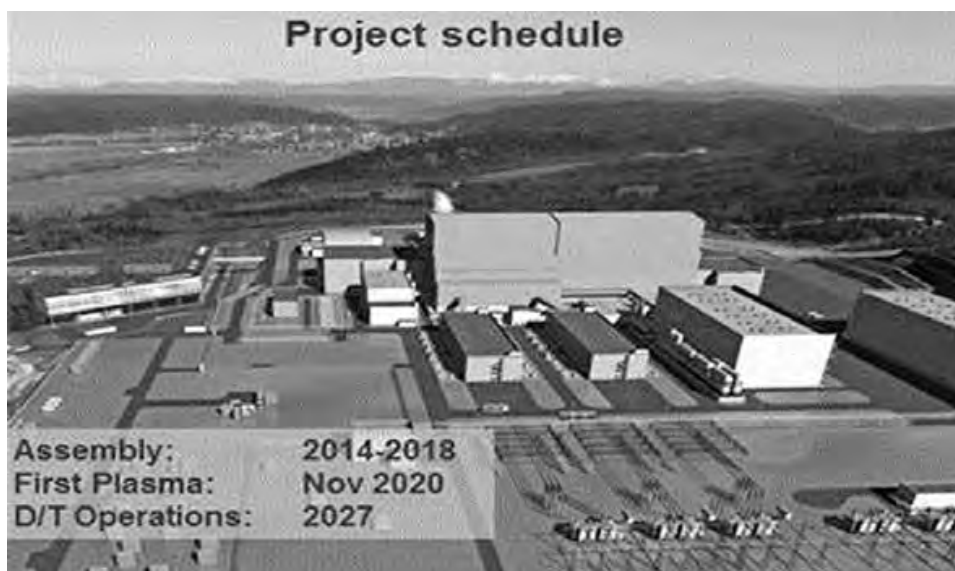 Project schedule
Assembly: 2014-2018
First Plasma: Nov 2020
D/T Operations: 2027